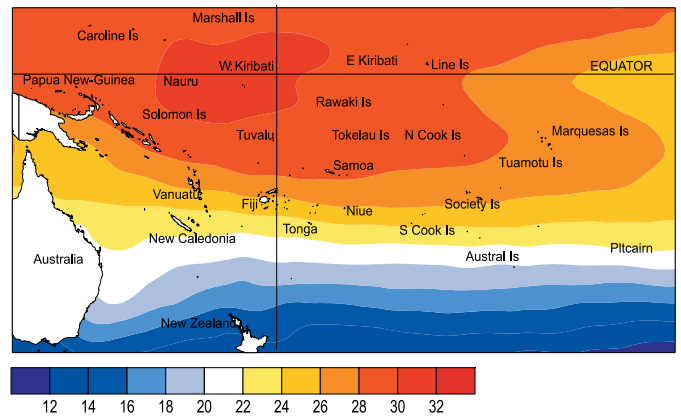 Marshall Is
Caroline Is
W. Kiribati
E Kiribati
Line Is
EQUATOR
Papua New-Guinea
Nauru
Rawaki Is
Solomon Is
Tuvalu
Tokelau Is
N Cook Is
Marquesas Is
Samoa
Tuamotu Is
Vanuatu
Fiji
Niue
Society Is
New Caledonia
Tonga
S Cook Is
Australia
Austral Is
PItcairn
New Zealand
12 14 16 18 20 22 24 26 28 30 32